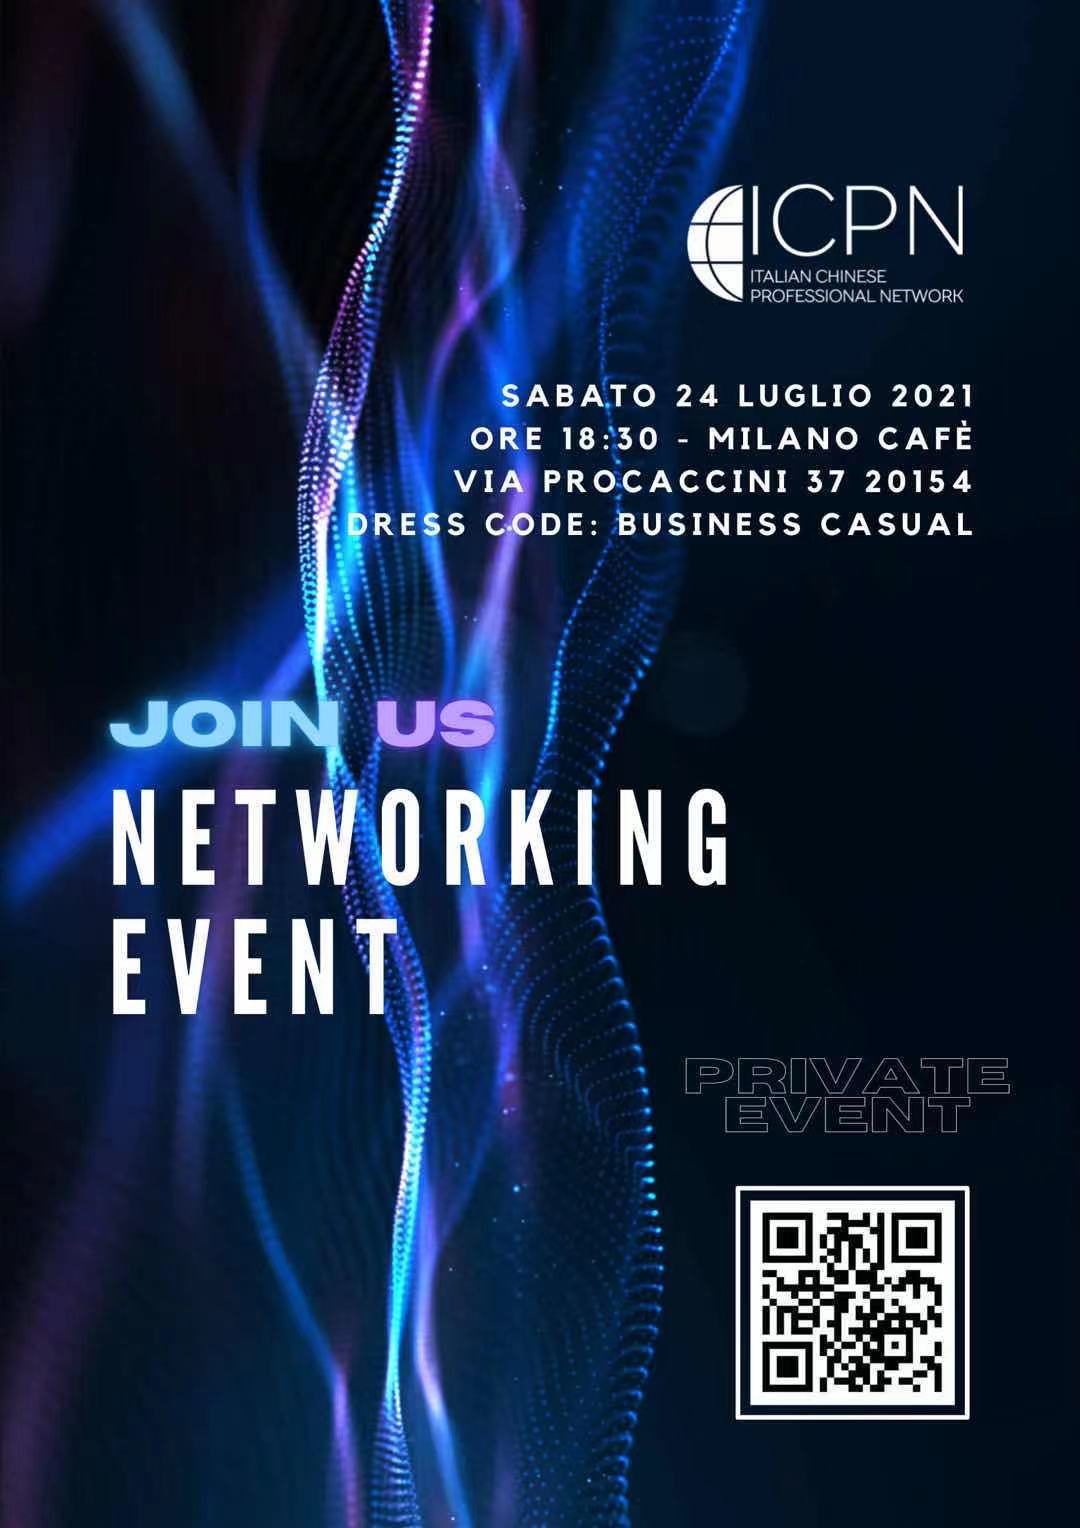 ICPN
ITALIAN CHINESE
PROFESSIONAL NETWORK
SABATO 24 LUGLIO 2021
ORE 18:30 - MILANO CAFÈ
VIA PROCACCINI 37 20154
DRESS CODE: BUSINESS CASUAL
JOIN US
NETWORKING
EVENT
PRIVATE
EVENT